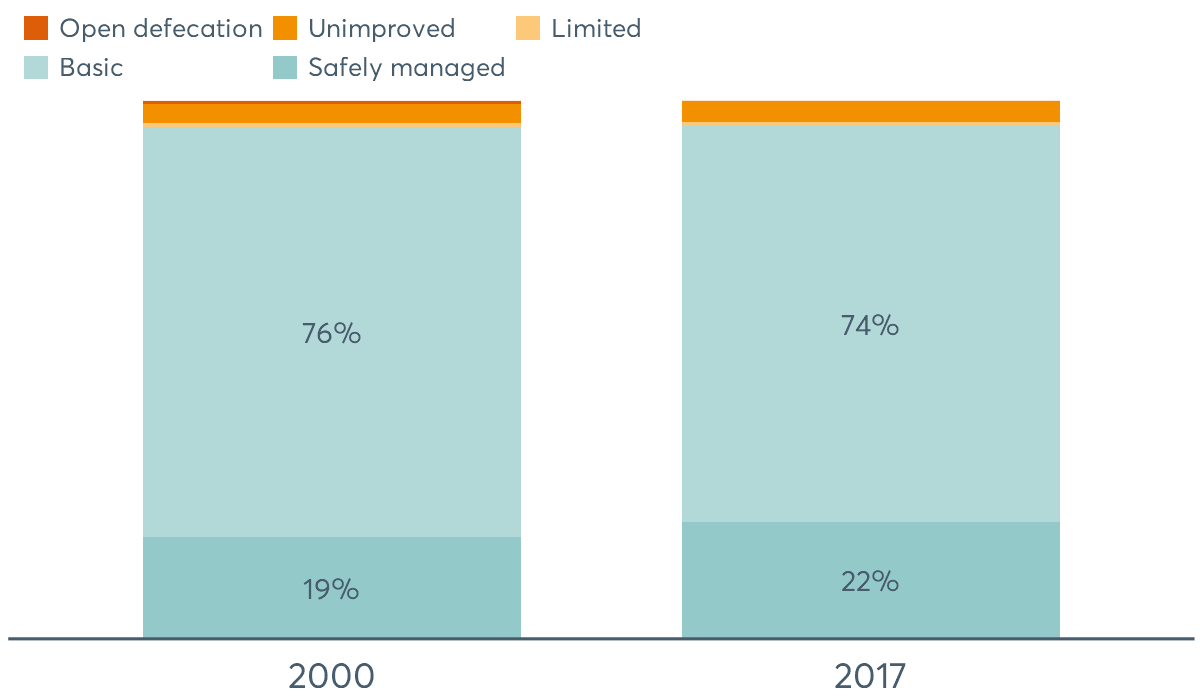 Open defecation Unimproved Limited
Basic Safely managed
76% 74%
19% 22%
2000 2017